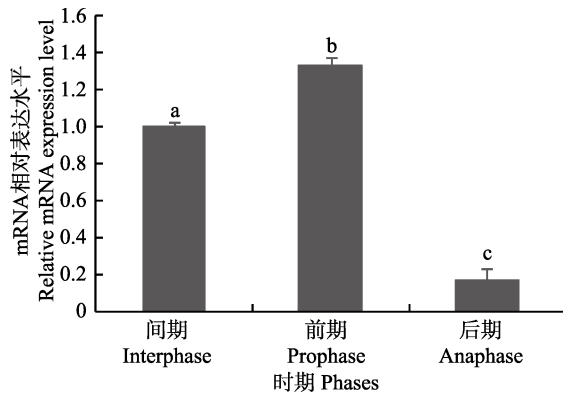 mRNA相对表达水平
Relative mRNA expression level
1.6
1.4
1.2
1.0
0.8
0.6
0.4
0.2
0
a
b
c
间期
前期
后期
Interphase
Prophase
Anaphase
时期 Phases